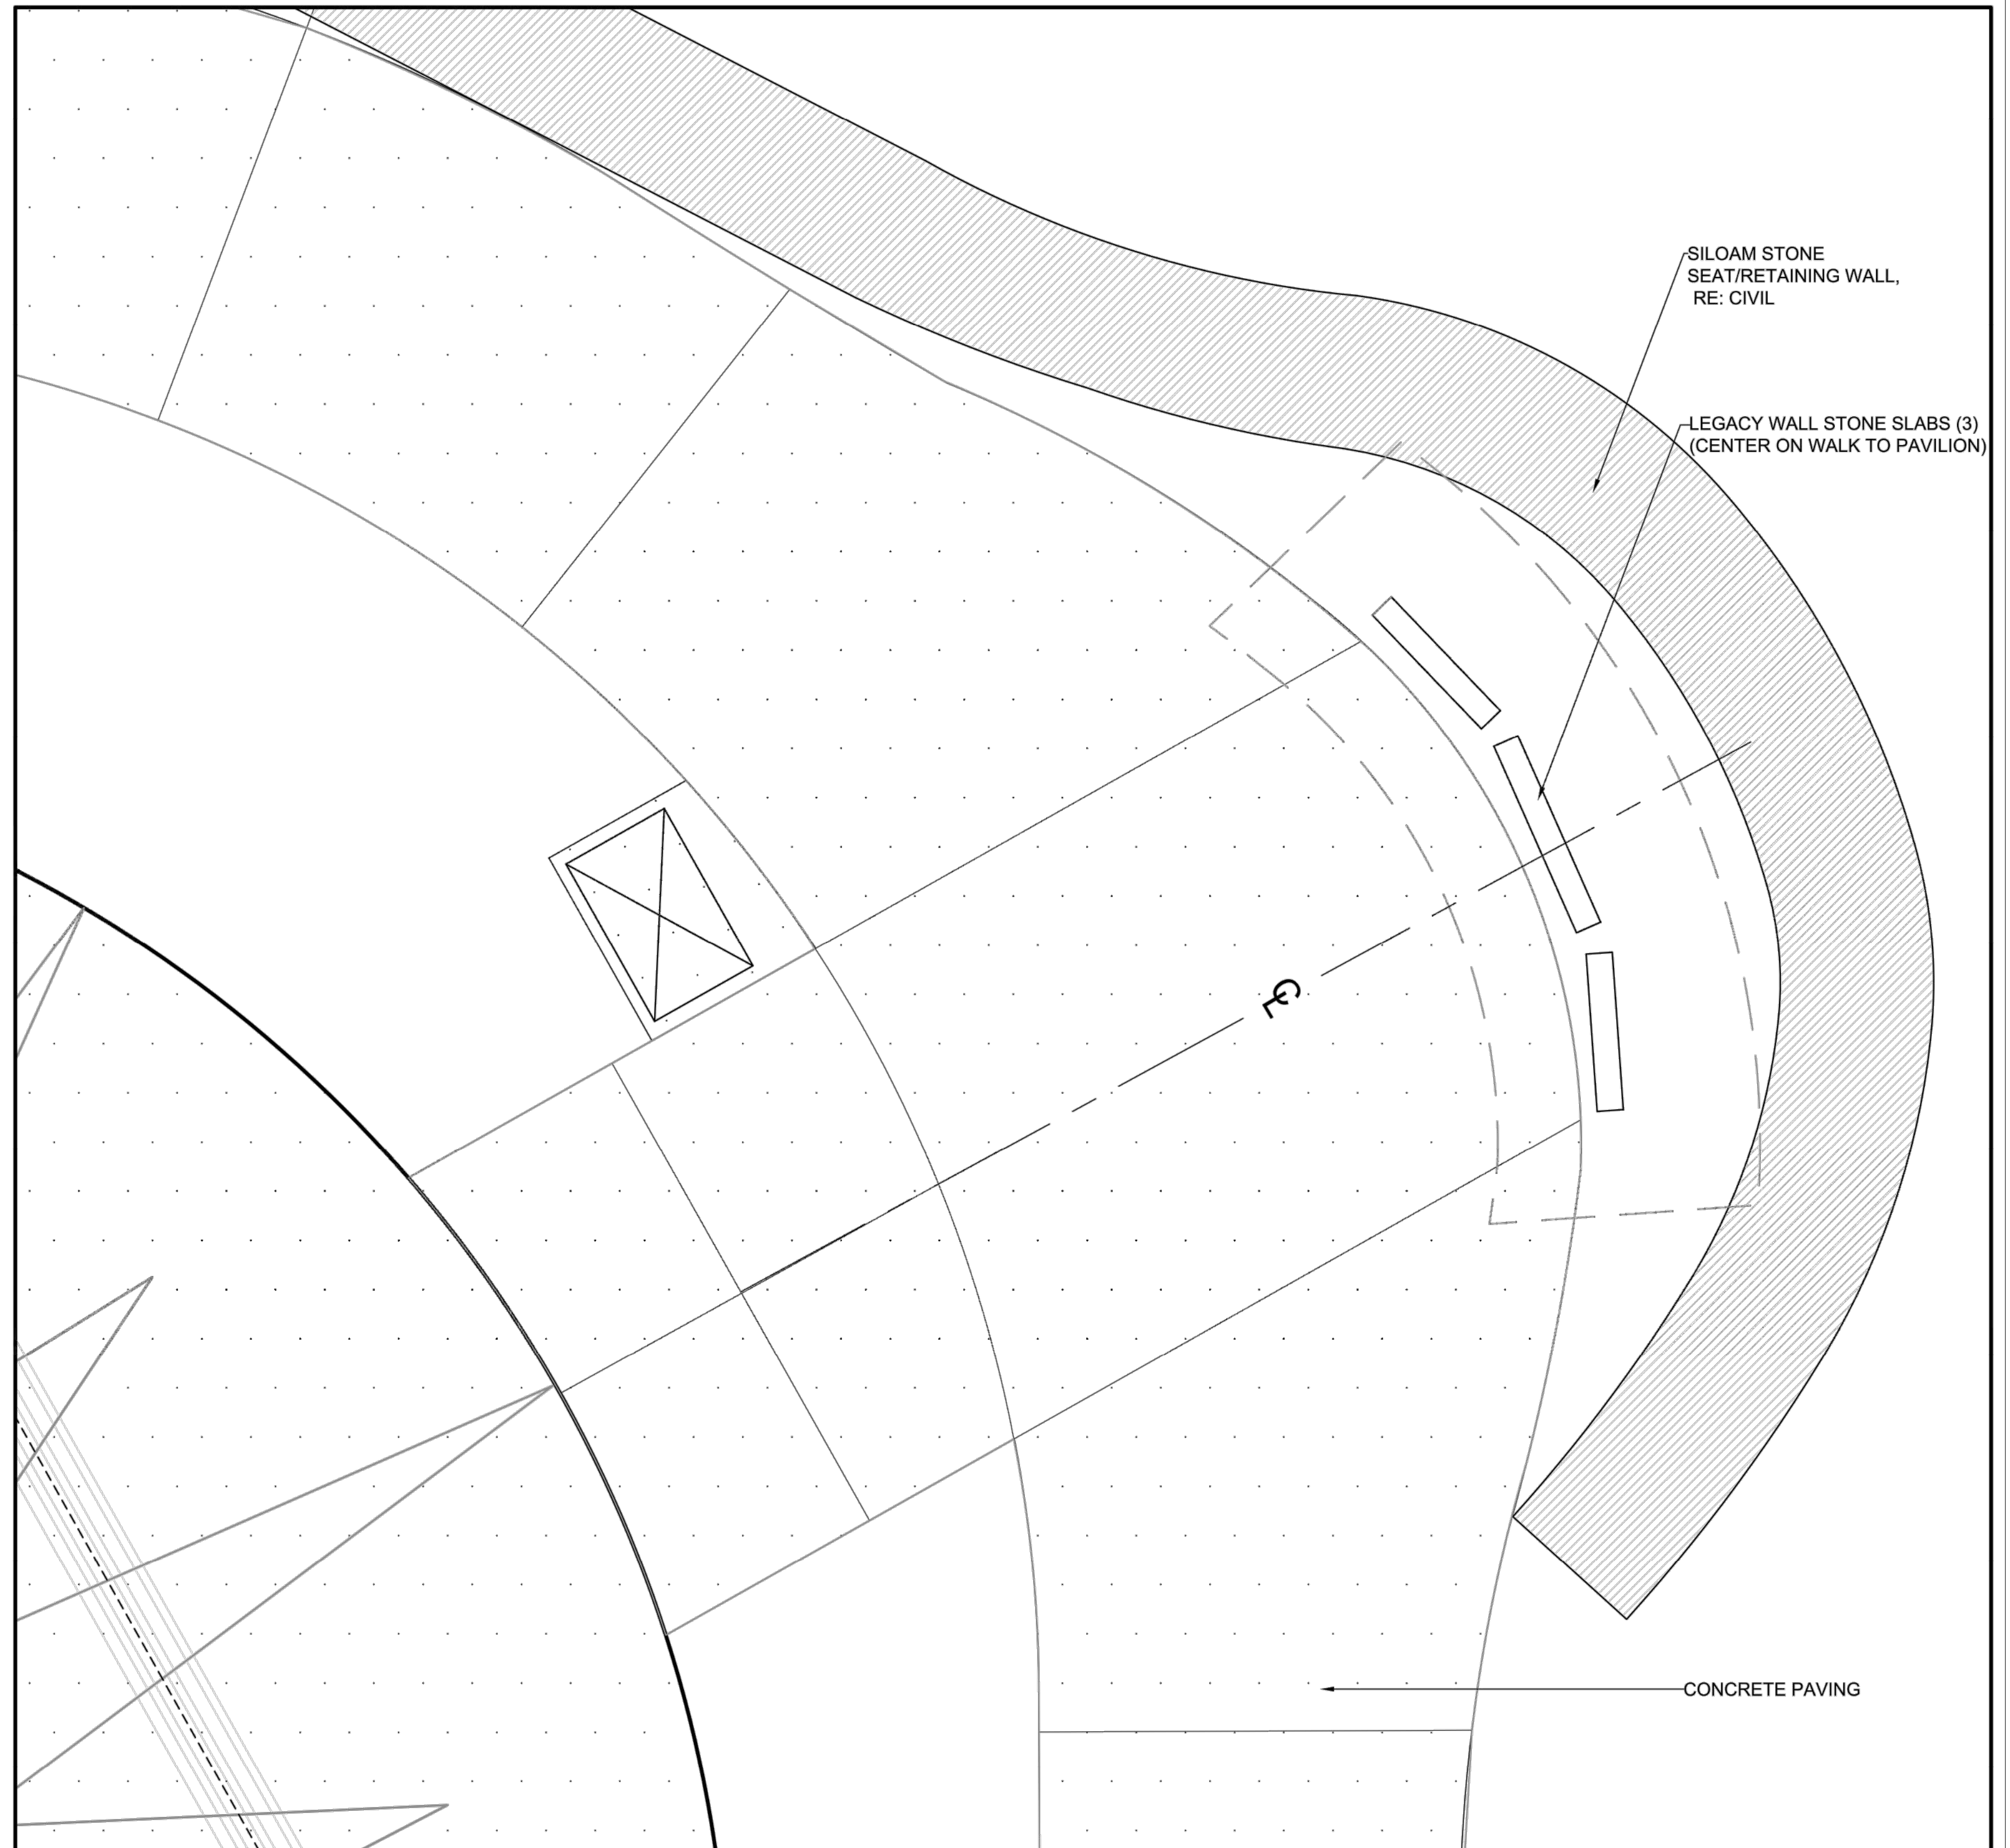 SILOAM STONE
SEAT/RETAINING WALL,
RE: CIVIL
LEGACY WALL STONE SLABS (3)
(CENTER ON WALK TO PAVILION)
CL
CONCRETE PAVING